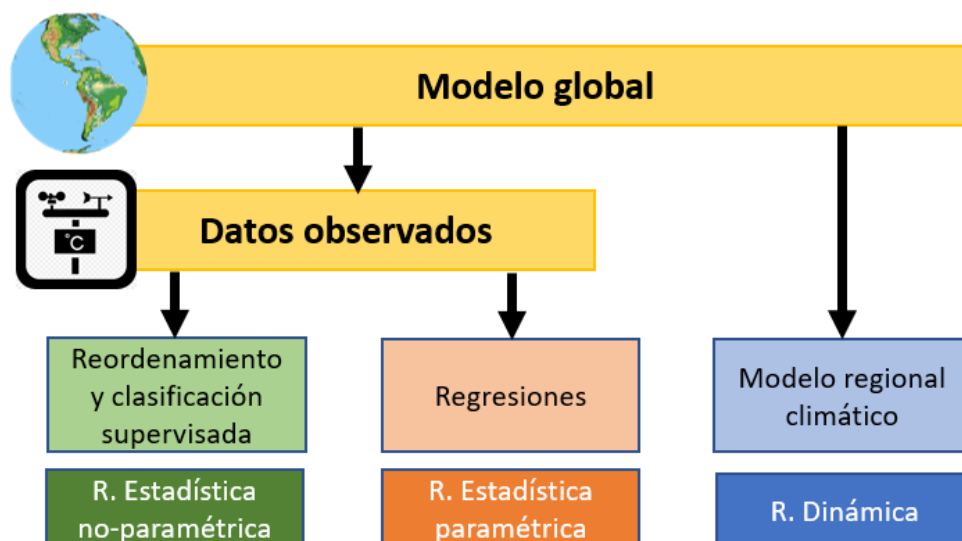 Modelo global
Datos observados
°C
Reordenamiento
y clasificación
supervisada
Regresiones
Modelo regional
climático
R. Estadística
no-paramétrica
R. Estadística
paramétrica
R. Dinámica